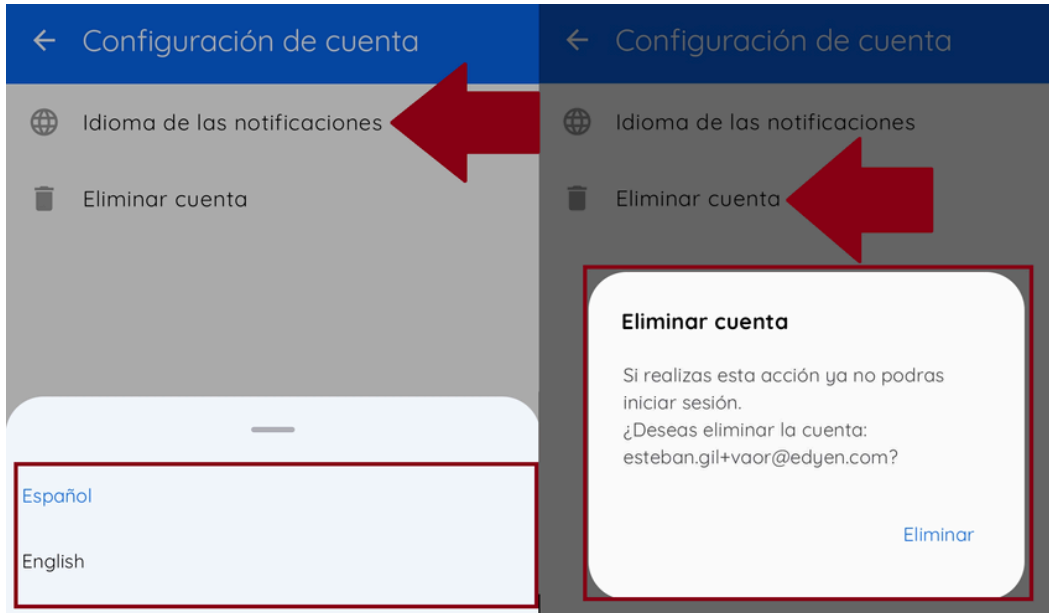 Configuración de cuenta
Idioma de las notificaciones
Eliminar cuenta
Español
English
Configuración de cuenta
Idioma de las notificaciones
Eliminar cuenta
Eliminar cuenta
Si realizas esta acción ya no podras
iniciar sesión.
¿Deseas eliminar la cuenta:
esteban.gil+vaor@edyen.com?
Eliminar